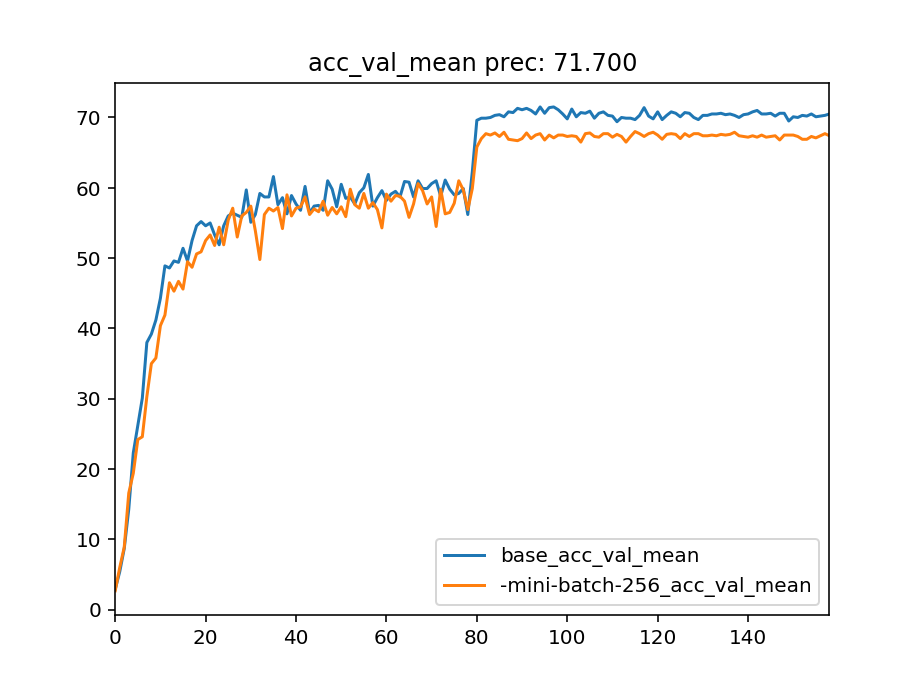 acc_val_mean prec: 71.700
70
60
50
40
30
20
10
0
base_acc_val_mean
-mini-batch-256_acc_val_mean
0 20 40 60 80 100 120 140